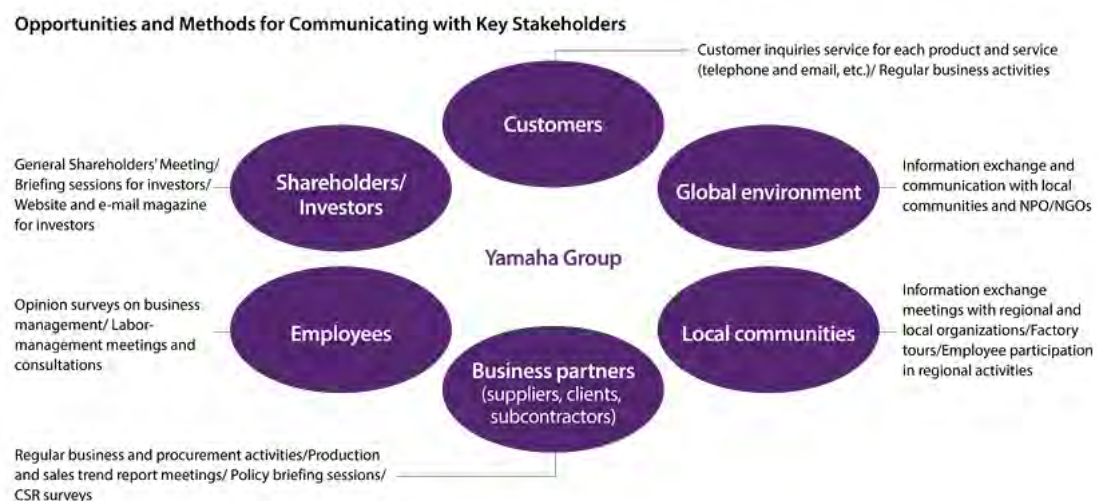 Opportunities and Methods for Communicating with Key Stakeholders
Customer inquiries service for each product and service
(telephone and email, etc.)/ Regular business activities
Customers
General Shareholders' Meeting/
Briefing sessions for investors/
Website and e-mail magazine
for investors
Shareholders/
Investors
Global environment
Information exchange and
communication with local
communities and NPO/NGOs
Yamaha Group
Opinion surveys on business
management/ Labor-
management meetings and
consultations
Employees
Local communities
Information exchange
meetings with regional and
local organizations/Factory
tours/Employee participation
in regional activities
Business partners
(suppliers, clients,
subcontractors)
Regular business and procurement activities/Production
and sales trend report meetings/ Policy briefing sessions/
CSR surveys